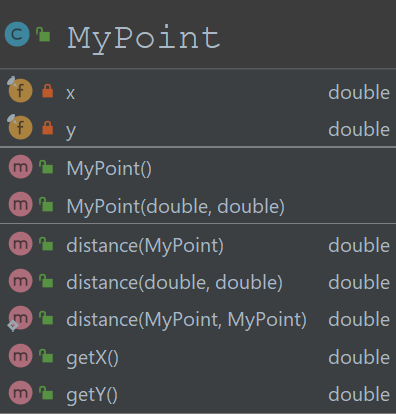 C MyPoint
f x double
f y double
m MyPoint()
m MyPoint(double, double)
m distance(MyPoint) double
m distance(double, double) double
m distance(MyPoint, MyPoint) double
m getX() double
m getY() double